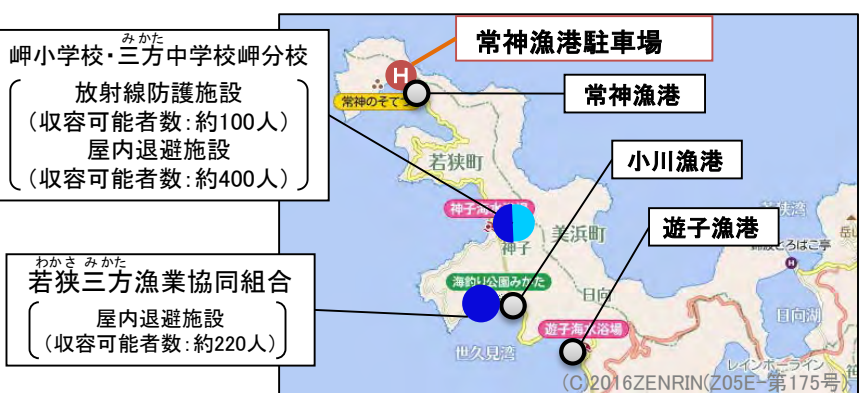 みかた
岬小学校・三方中学校岬分校
放射線防護施設
（収容可能者数：約100人）
屋内退避施設
（収容可能者数：約400人）
わかさ みかた
若狭三方漁業協同組合
屋内退避施設
（収容可能者数：約220人）
常神漁港駐車場
H
常神のそてつ
常神漁港
若狭町
小川漁港
神子
美浜町
遊子漁港
海釣り公園みかた
日向
遊子海水浴場
世久見湾
日向湖
レインボーライン
(C)2016ZENRIN(Z05E-第175号)